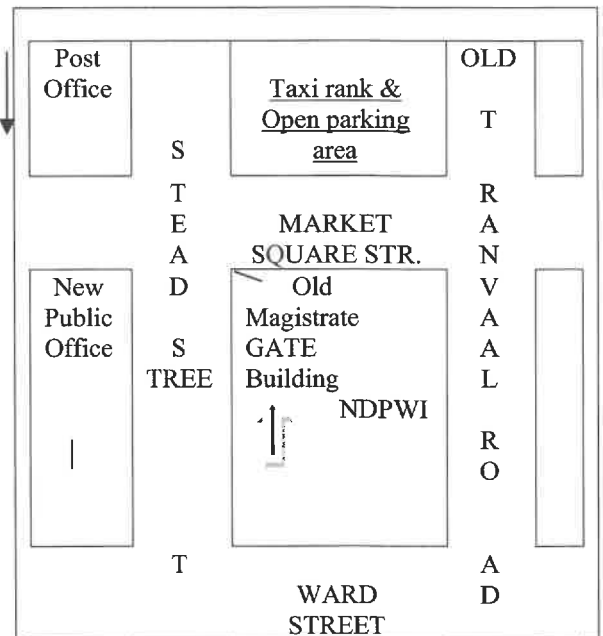 Post
Office
S
T
E
A
D
S
TREE
T
Taxi rank &
Open parking
area
OLD
T
R
A
N
V
A
A
L
R
O
A
D
MARKET
SQUARE STR.
New
Public
Office
Old
Magistrate
GATE
Building
NDPWI
WARD
STREET